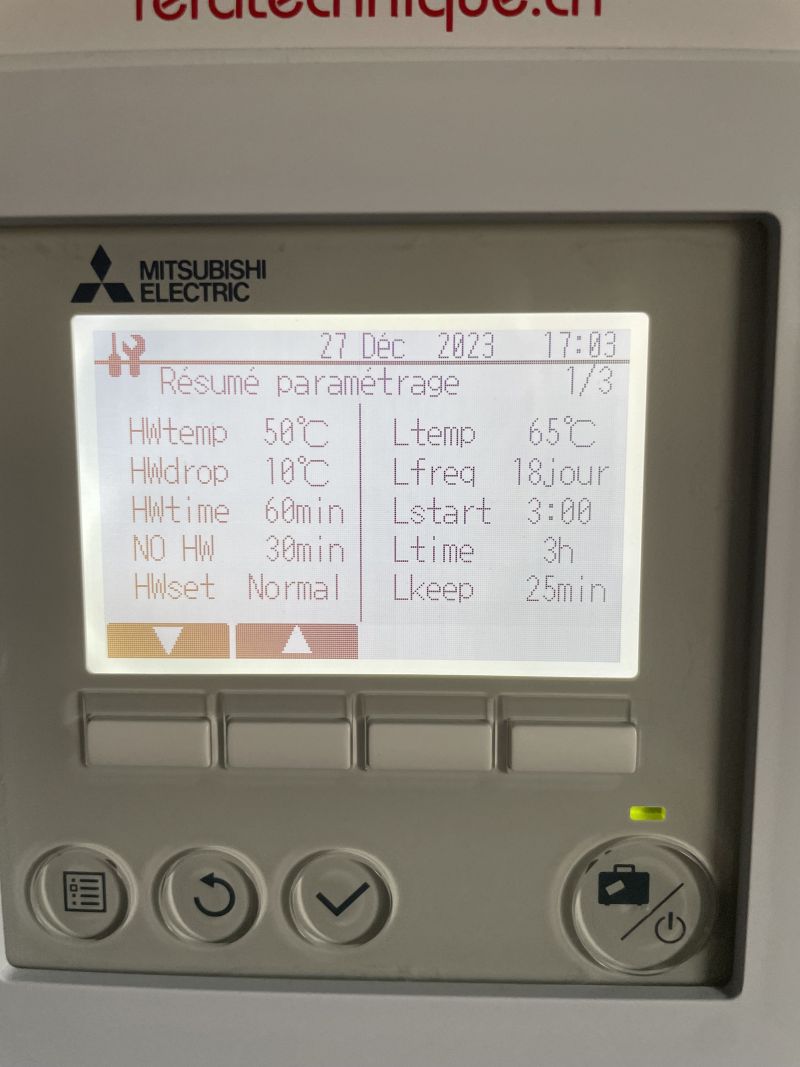 MITSUBISHI
ELECTRIC
27 Déc 2023 17:03
Résumé paramétrage 1/3
HWtemp 50℃ Ltemp 65℃
HWdrop 10℃ Lfreq 18jour
HWtime 60min Lstart 3:00
NO HW 30min Ltime 3h
HWset Normal Lkeep 25min